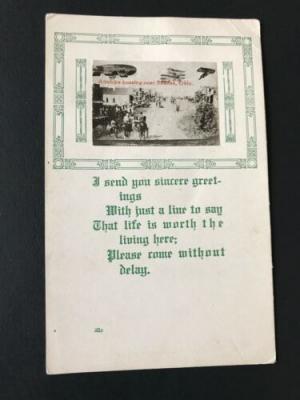 Airships
I send you sincere greet-
ings
With just a line to say
That life is worth the
living here;
Please come without
delay.